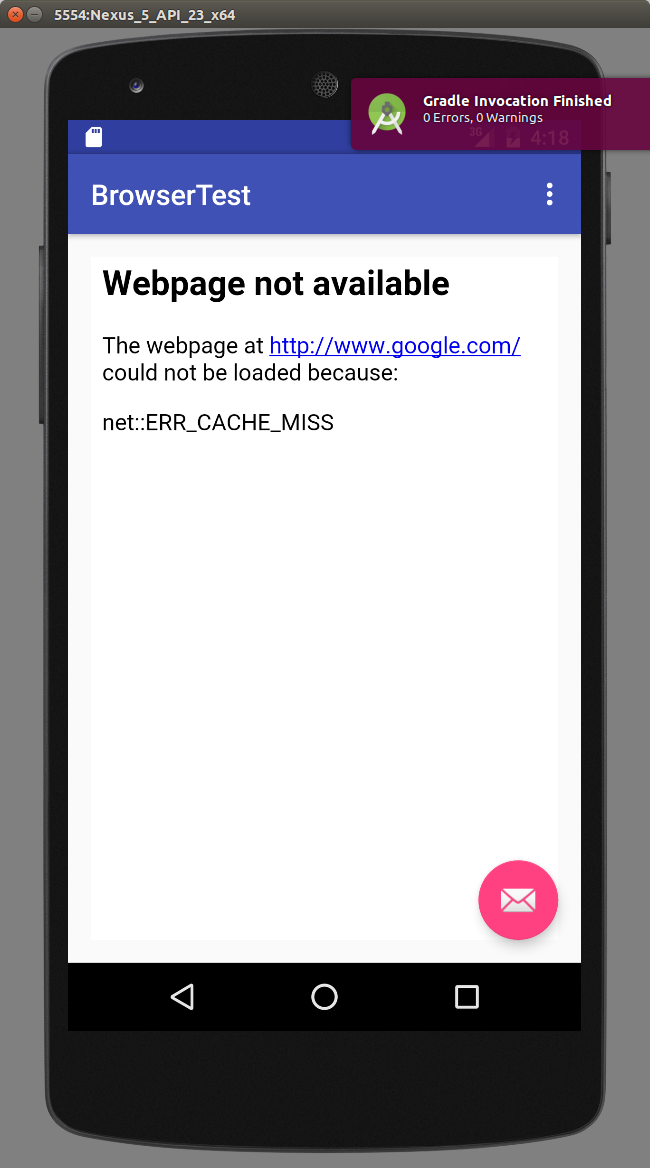 5554:Nexus_5_API_23_x64
Gradle Invocation Finished
0 Errors, 0 Warnings
3G
4:18
BrowserTest
Webpage not available
The webpage at http://www.google.com/
could not be loaded because:
net::ERR_CACHE_MISS